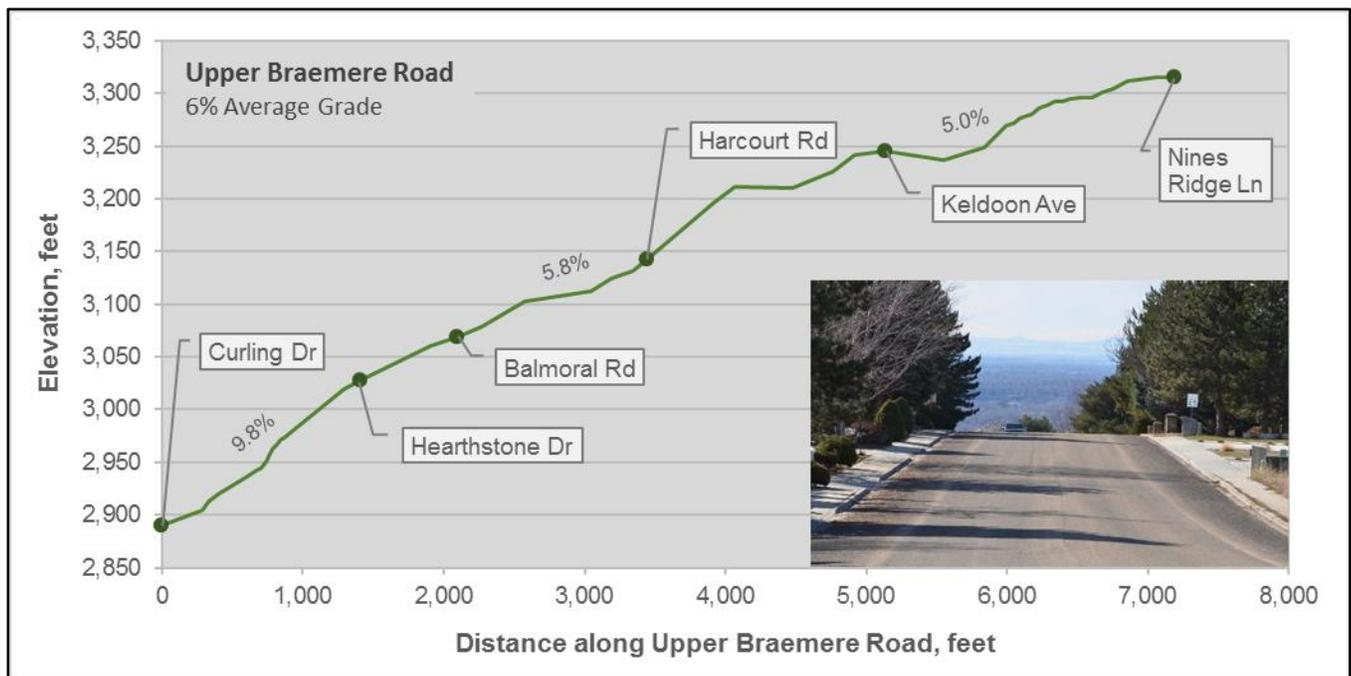 3,350
3,300
3,250
3,200
3,150
3,100
3,050
3,000
2,950
2,900
2,850
Elevation, feet
Upper Braemere Road
6% Average Grade
Curling Dr
9.8%
Hearthstone Dr
Balmoral Rd
5.8%
Harcourt Rd
Keldoon Ave
5.0%
Nines
Ridge Ln
0
1,000
2,000
3,000
4,000
5,000
6,000
7,000
8,000
Distance along Upper Braemere Road, feet